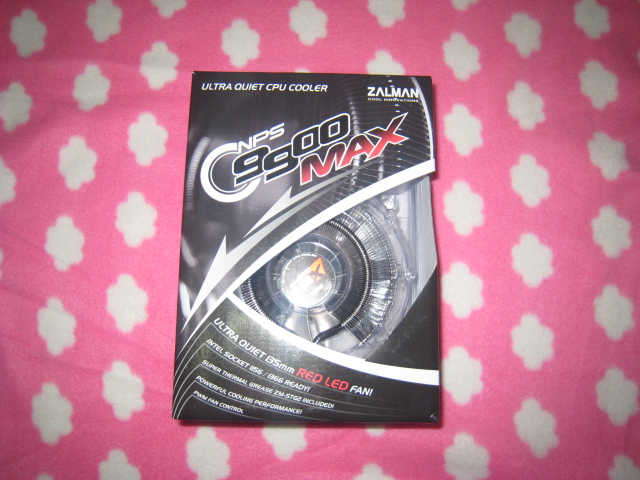 ULTRA QUIET CPU COOLER
ZALMAN
COOL INNOVATIONS
CNPS
9900
MAX
ULTRA QUIET 135mm RED LED FAN!
INTEL SOCKET 1156 / 1366 READY!
SUPER THERMAL GREASE ZM-STG2 INCLUDED!
POWERFUL COOLING PERFORMANCE!
PWM FAN CONTROL